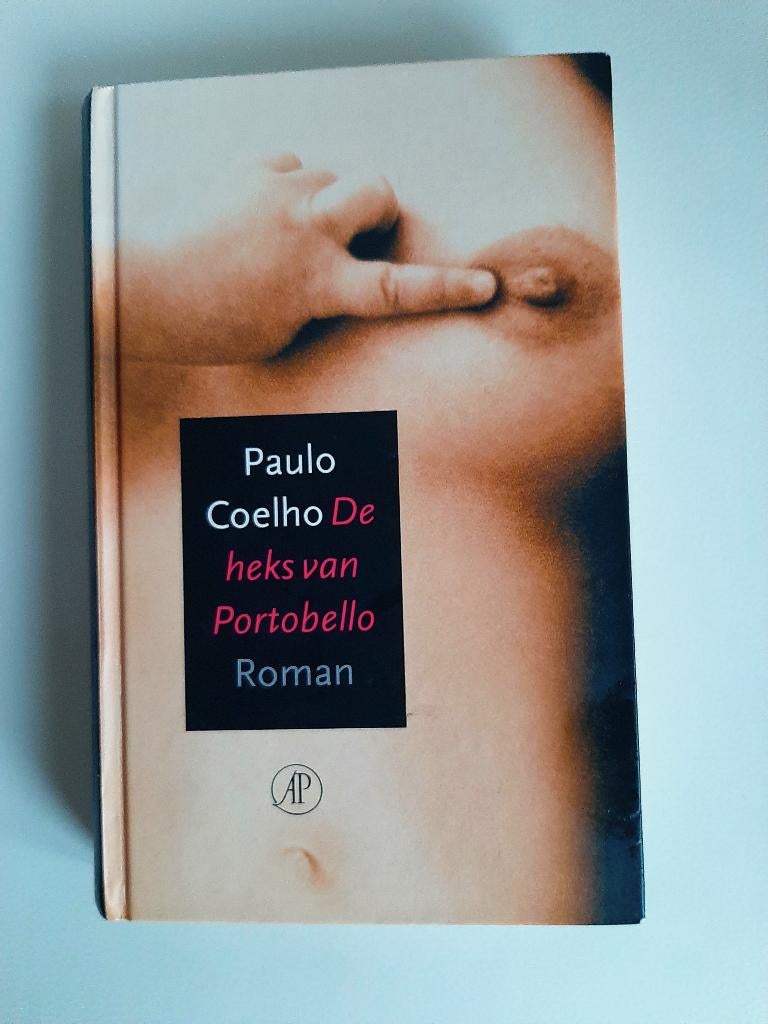 Paulo
Coelho De
heks van
Portobello
Roman
AP